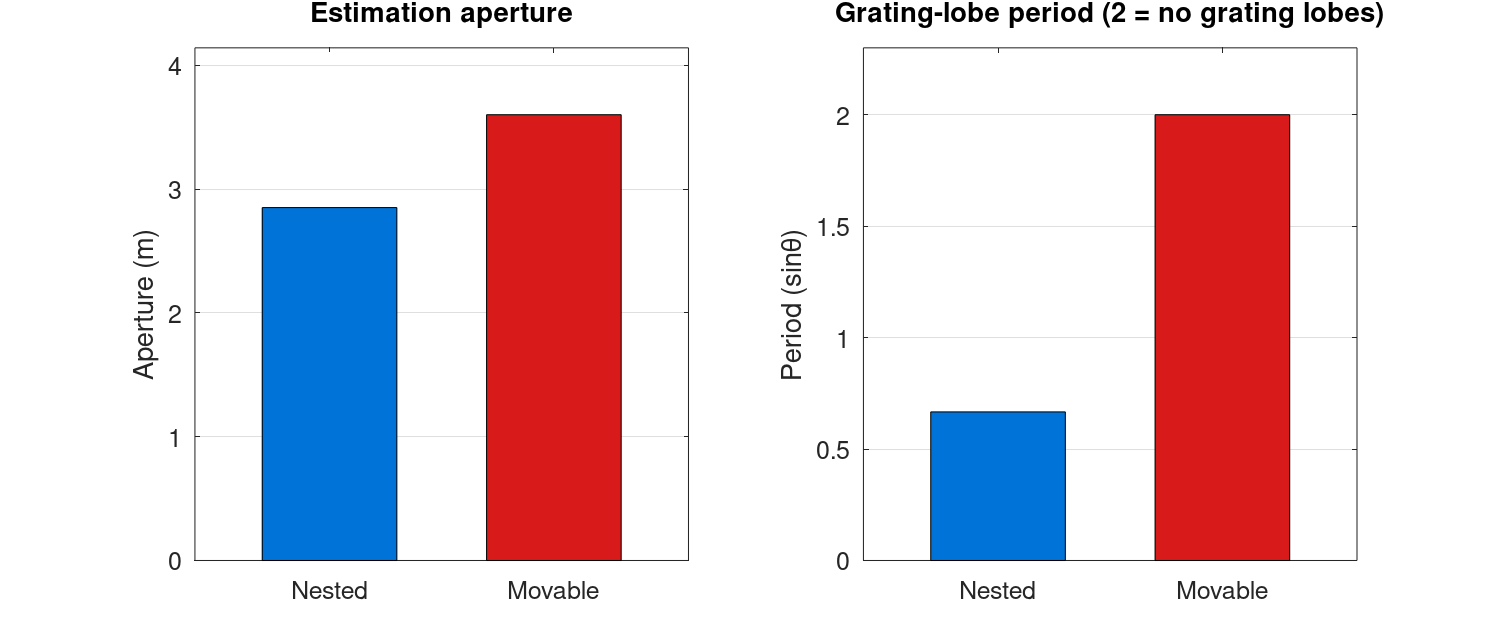 Estimation aperture
4
3
2
1
0
Aperture (m)
Nested Movable
Grating-lobe period (2 = no grating lobes)
2
1.5
1
0.5
0
Period (sinθ)
Nested Movable